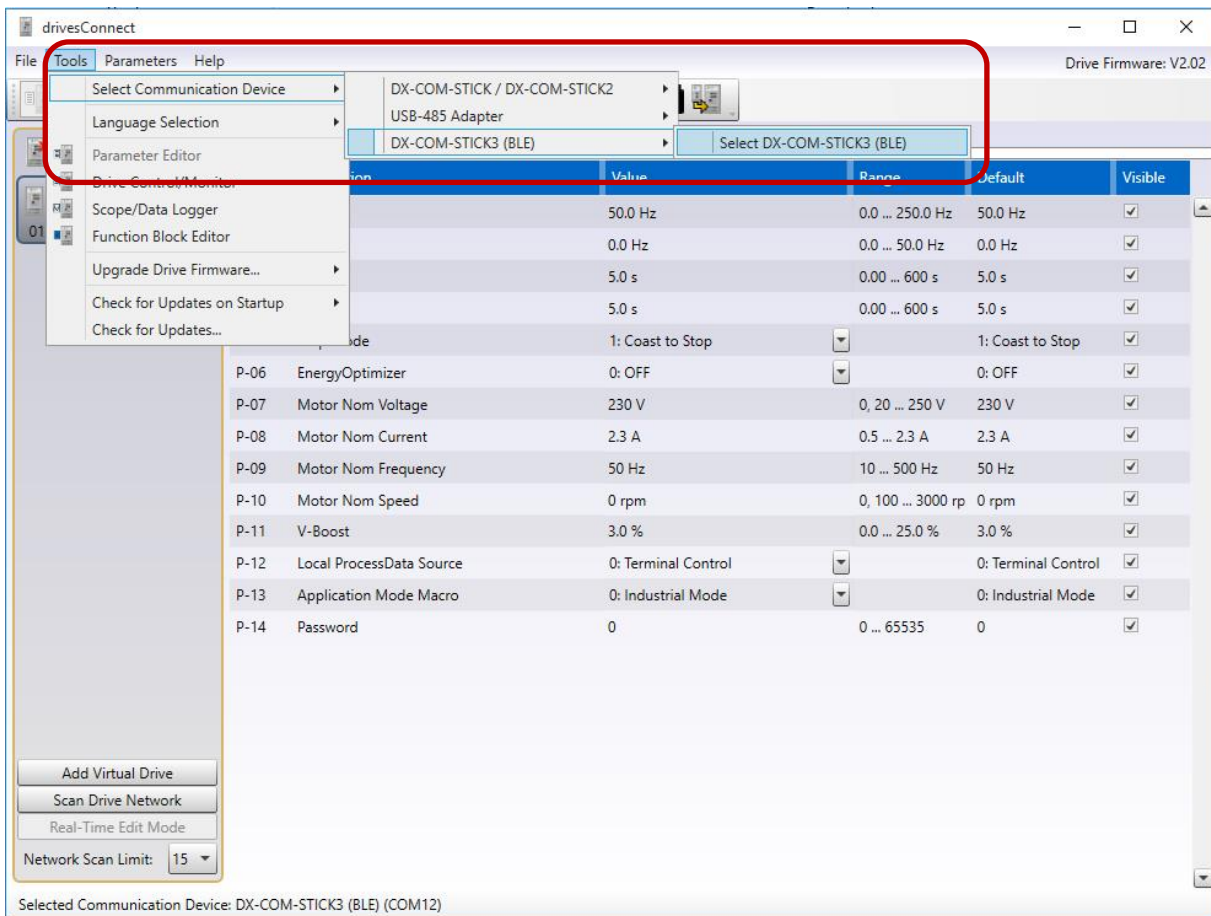 drivesConnect
File Tools Parameters Help Drive Firmware: V2.02
Select Communication Device
Language Selection
Parameter Editor
Drive Control/Monitor
Scope/Data Logger
Function Block Editor
Upgrade Drive Firmware...
Check for Updates on Startup
Check for Updates...
DX-COM-STICK / DX-COM-STICK2
USB-485 Adapter
DX-COM-STICK3 (BLE)
Select DX-COM-STICK3 (BLE)
01
Value Range Default Visible
50.0 Hz 0.0 ... 250.0 Hz 50.0 Hz
0.0 Hz 0.0 ... 50.0 Hz 0.0 Hz
5.0 s 0.00 ... 600 s 5.0 s
5.0 s 0.00 ... 600 s 5.0 s
1: Coast to Stop 1: Coast to Stop
P-06 EnergyOptimizer 0: OFF 0: OFF
P-07 Motor Nom Voltage 230 V 0, 20 ... 250 V 230 V
P-08 Motor Nom Current 2.3 A 0.5 ... 2.3 A 2.3 A
P-09 Motor Nom Frequency 50 Hz 10 ... 500 Hz 50 Hz
P-10 Motor Nom Speed 0 rpm 0, 100 ... 3000 rp 0 rpm
P-11 V-Boost 3.0 % 0.0 ... 25.0 % 3.0 %
P-12 Local ProcessData Source 0: Terminal Control 0: Terminal Control
P-13 Application Mode Macro 0: Industrial Mode 0: Industrial Mode
P-14 Password 0 0 ... 65535 0
Add Virtual Drive
Scan Drive Network
Real-Time Edit Mode
Network Scan Limit: 15
Selected Communication Device: DX-COM-STICK3 (BLE) (COM12)